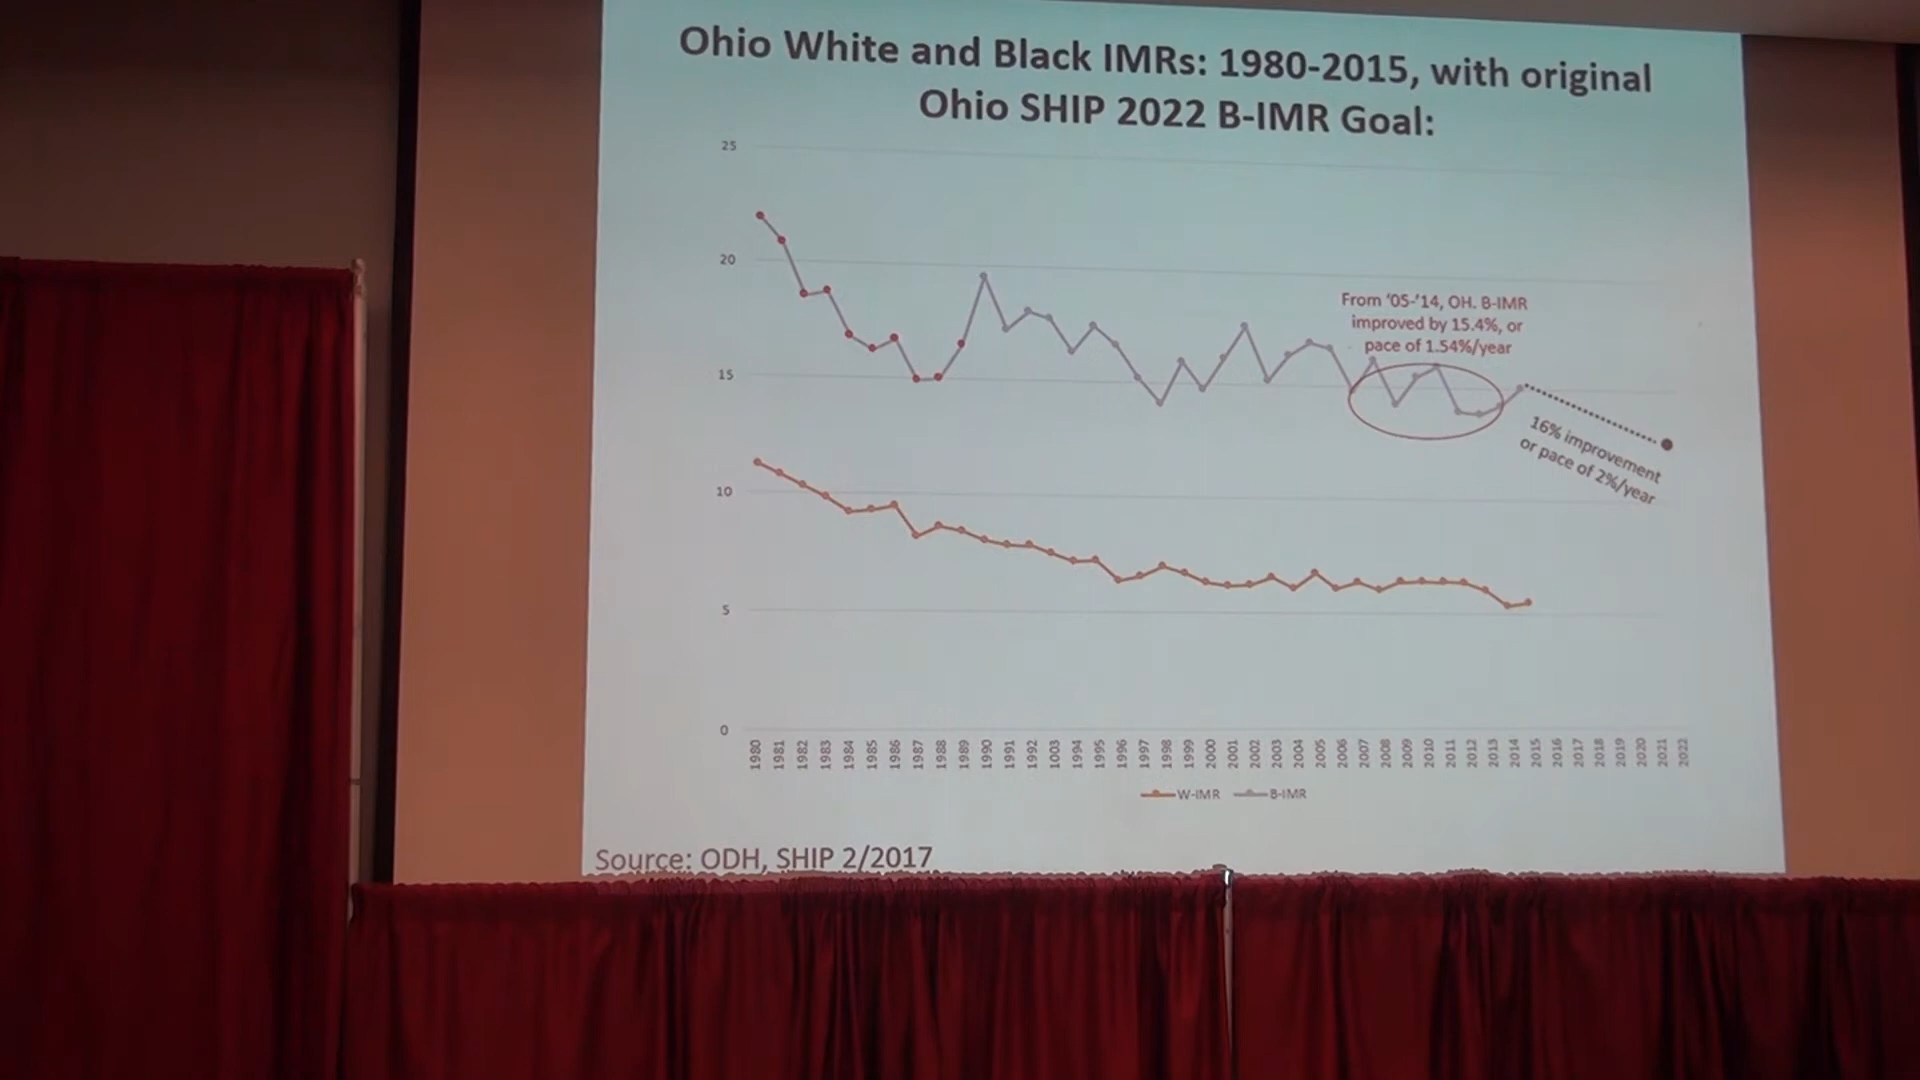 Ohio White and Black IMRs: 1980-2015, with original
Ohio SHIP 2022 B-IMR Goal:
25
20
15
10
5
0
From '05-'14, OH. B-IMR
improved by 15.4%, or
pace of 1.54%/year
16% improvement
or pace of 2%/year
1980 1981 1982 1983 1984 1985 1986 1987 1988 1989 1990 1991 1992 1003 1994 1995 1996 1997 1998 1999 2000 2001 2002 2003 2004 2005 2006 2007 2008 2009 2010 2011 2012 2013 2014 2015 2016 2017 2018 2019 2020 2021 2022
W-IMR B-IMR
Source: ODH, SHIP 2/2017